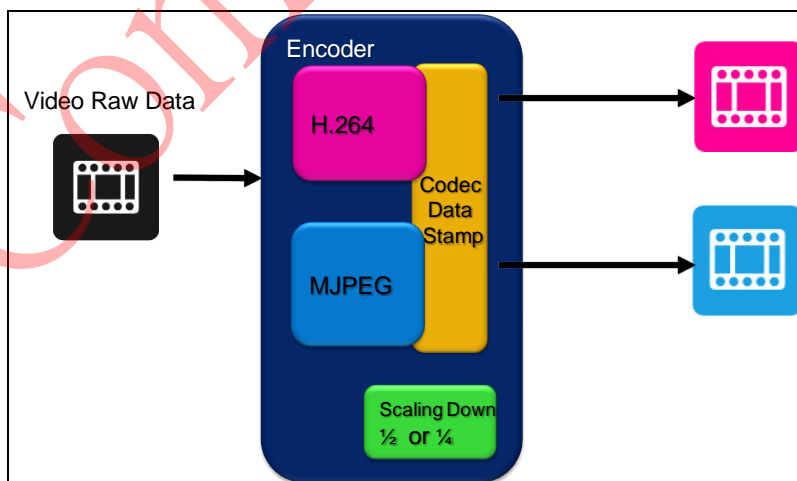 Encoder
Video Raw Data
H.264
Codec
Data
Stamp
MJPEG
Scaling Down
½ or ¼